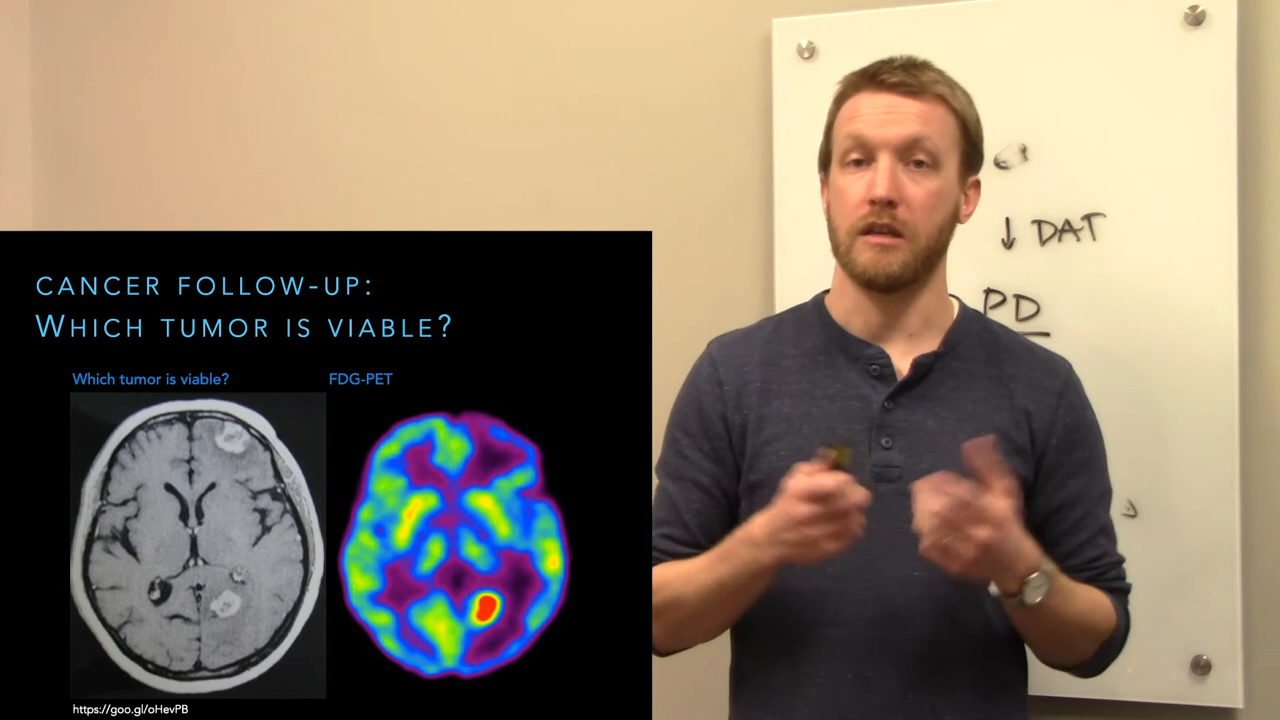 CANCER FOLLOW-UP:
WHICH TUMOR IS VIABLE?
Which tumor is viable?
FDG-PET
https://goo.gl/oHevPB
↓ DAT
PD